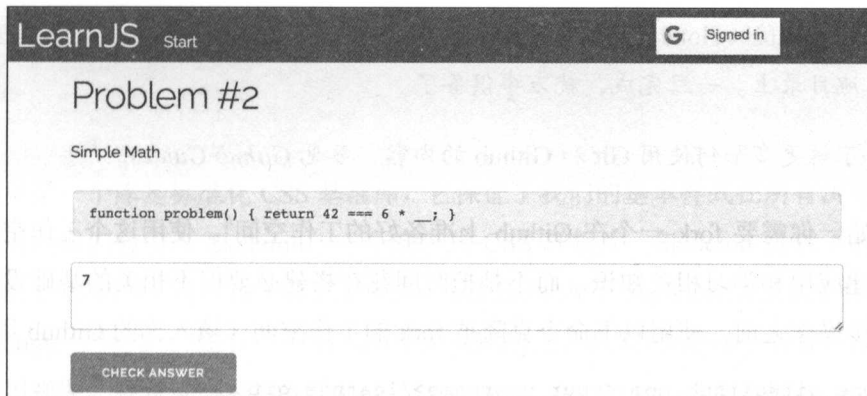 LearnJS Start
Signed in
Problem #2
Simple Math
function problem() { return 42 === 6 * __; }
7
CHECK ANSWER